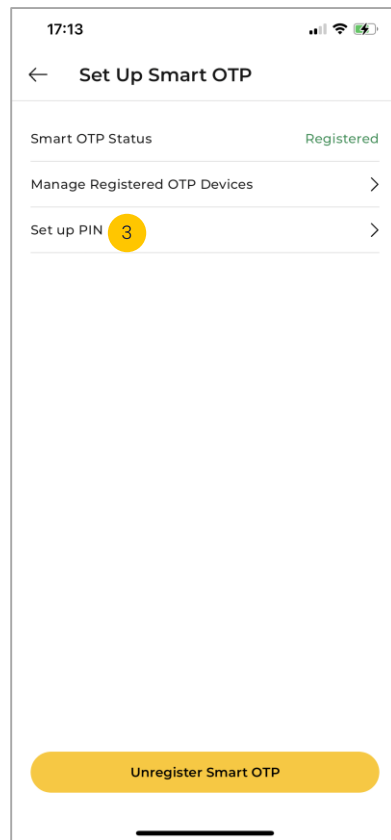 17:13
Set Up Smart OTP
Smart OTP Status Registered
Manage Registered OTP Devices
Set up PIN 3
Unregister Smart OTP